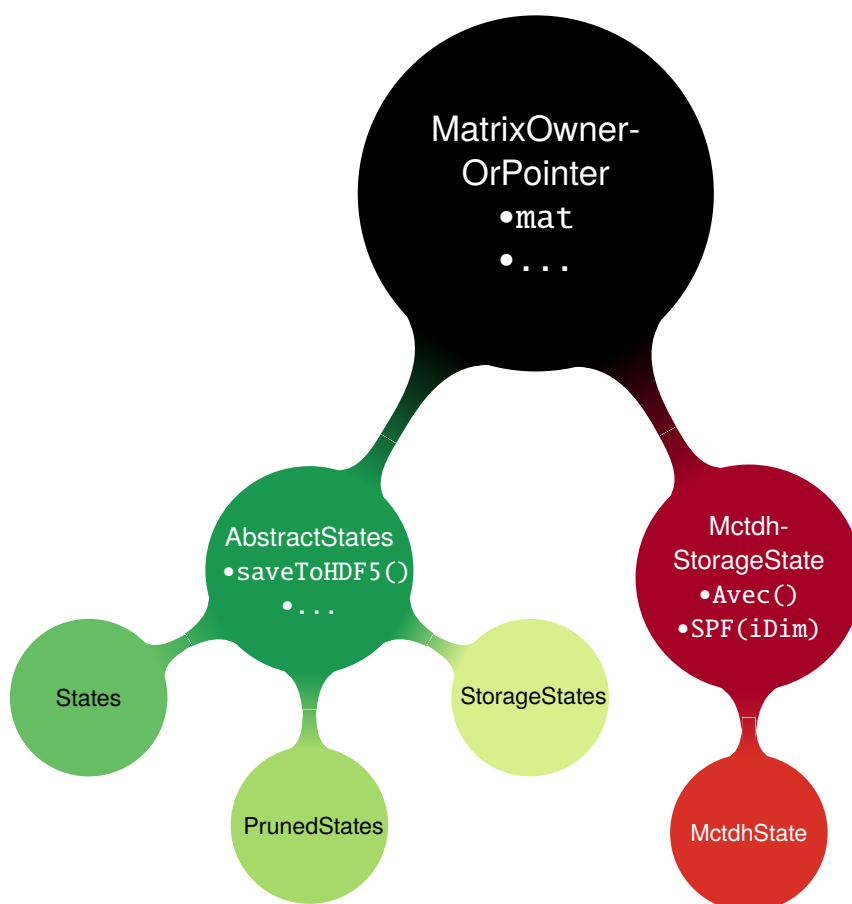 MatrixOwner-
OrPointer
•mat
•...
AbstractStates
•saveToHDF5()
•...
Mctdh-
StorageState
•Avec()
•SPF(iDim)
States
StorageStates
PrunedStates
MctdhState